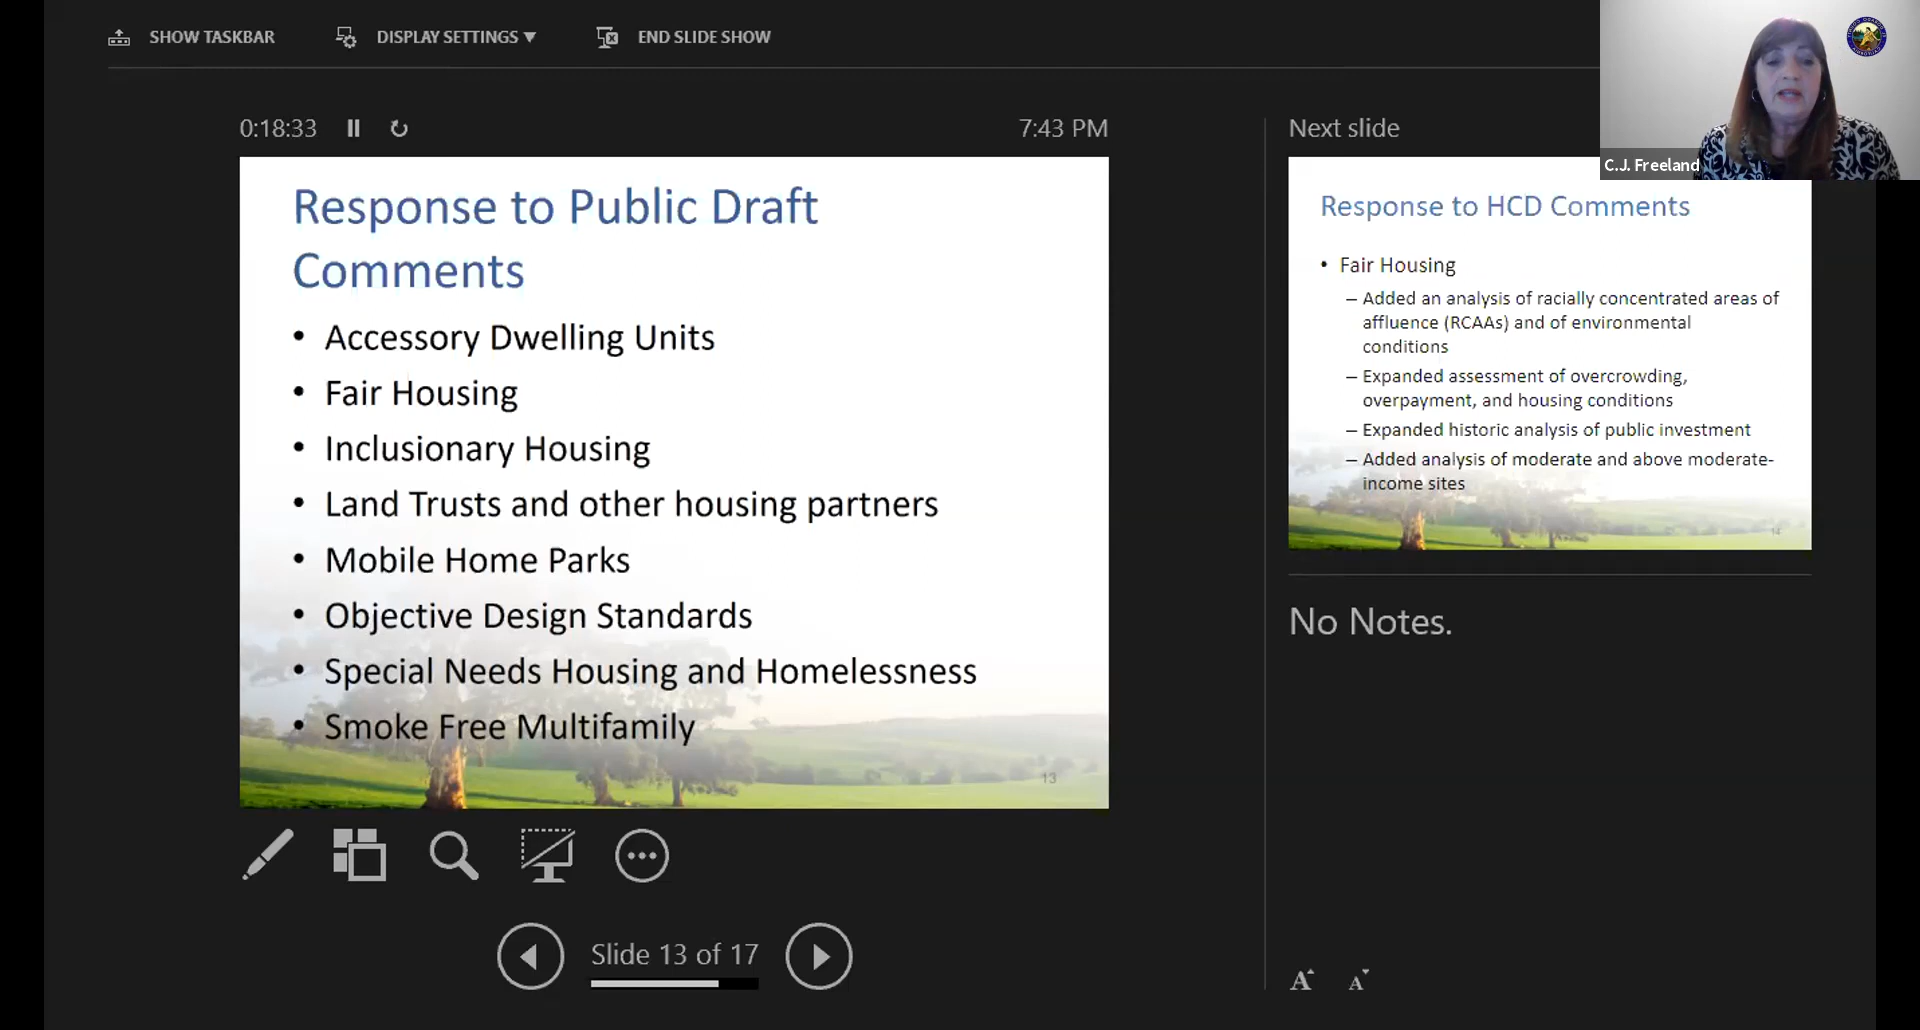 SHOW TASKBAR
DISPLAY SETTINGS ▼
END SLIDE SHOW
0:18:33
7:43 PM
Response to Public Draft
Comments
• Accessory Dwelling Units
• Fair Housing
• Inclusionary Housing
• Land Trusts and other housing partners
• Mobile Home Parks
• Objective Design Standards
• Special Needs Housing and Homelessness
• Smoke Free Multifamily
13
Slide 13 of 17
Next slide
C.J. Freeland
Response to HCD Comments
• Fair Housing
– Added an analysis of racially concentrated areas of
affluence (RCAAs) and of environmental
conditions
– Expanded assessment of overcrowding,
overpayment, and housing conditions
– Expanded historic analysis of public investment
– Added analysis of moderate and above moderate-
income sites
14
No Notes.
A A